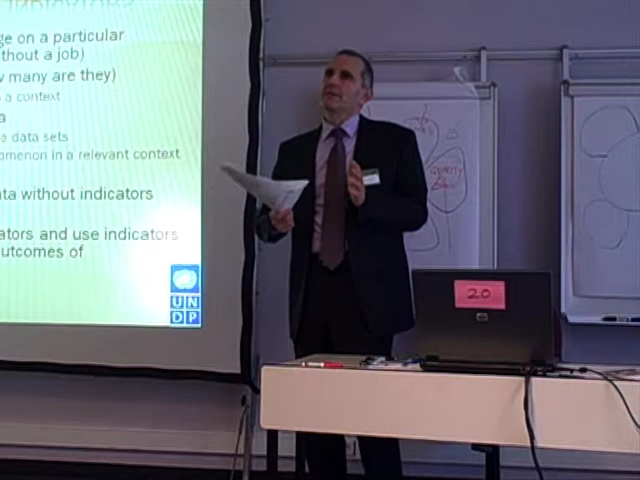 ge on a particular
thout a job)
w many are they)
a context
a
e data sets
omenon in a relevant context
ata without indicators
ators and use indicators
outcomes of
UN
DP
20